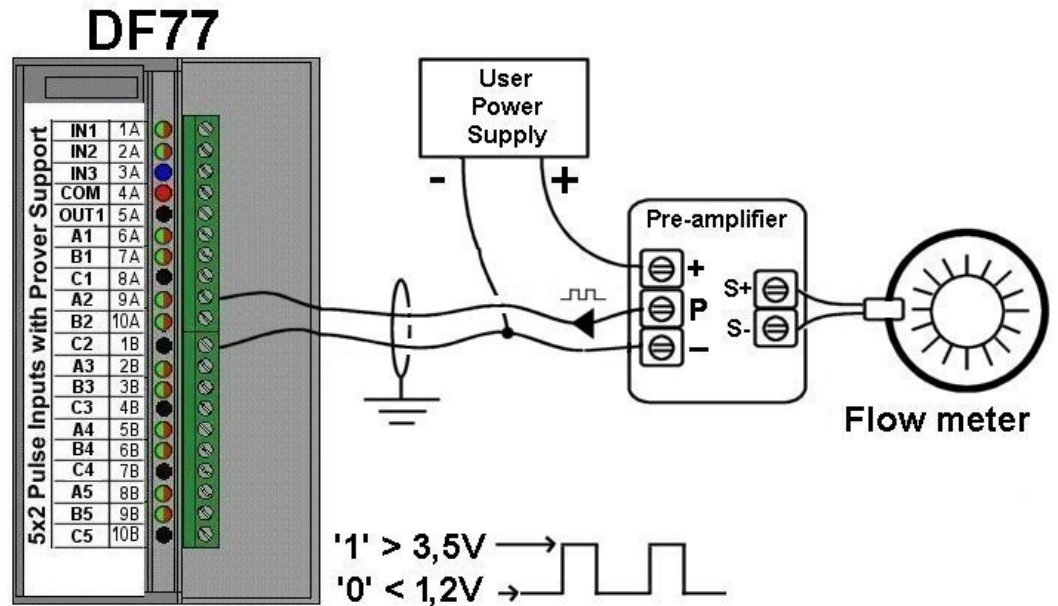 DF77
5x2 Pulse Inputs with Prover Support
IN1 1A
IN2 2A
IN3 3A
COM 4A
OUT1 5A
A1 6A
B1 7A
C1 8A
A2 9A
B2 10A
C2 1B
A3 2B
B3 3B
C3 4B
A4 5B
B4 6B
C4 7B
A5 8B
B5 9B
C5 10B
User
Power
Supply
- +
Pre-amplifier
+
P
–
S+
S-
Flow meter
'1' > 3,5V
'0' < 1,2V